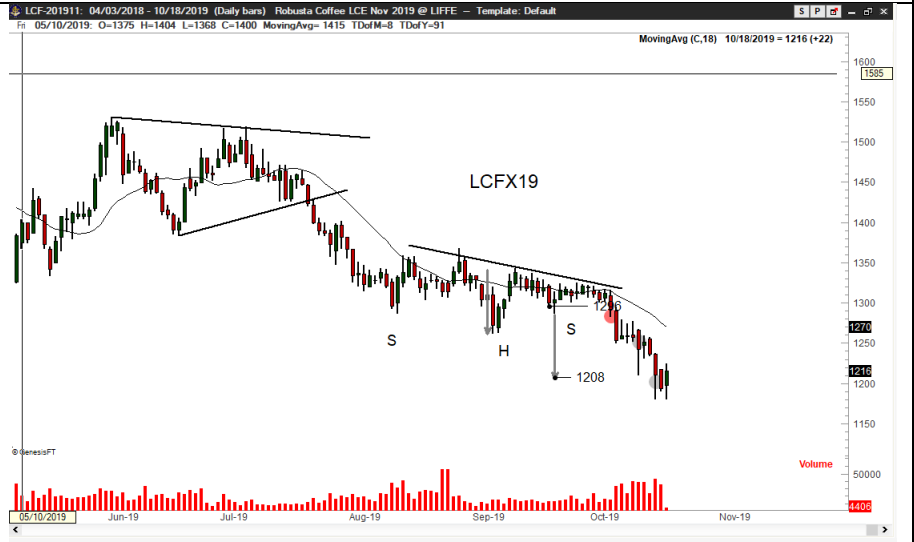 LCF-201911: 04/03/2018 - 10/18/2019 (Daily bars) Robusta Coffee LCE Nov 2019 @ LIFFE — Template: Default
S P
Fri 05/10/2019: O=1375 H=1404 L=1368 C=1400 MovingAvg= 1415 TDofM=8 TDofY=91
MovingAvg (C,18) 10/18/2019 = 1216 (+22)
1600
1585
1550
1500
LCFX19
1450
1400
1350
1300
1296
1270
S
S
1250
H
1216
1208
1200
1150
© GenesisFT
Volume
50000
4406
05/10/2019 Jun-19 Jul-19 Aug-19 Sep-19 Oct-19 Nov-19